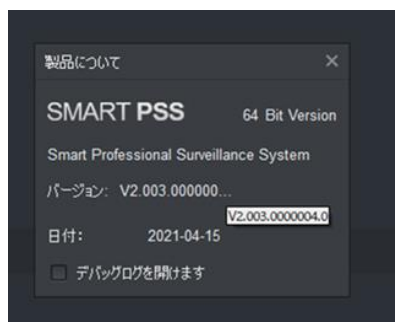 製品について
SMART PSS 64 Bit Version
Smart Professional Surveillance System
バージョン: V2.003.000000...
V2.003.0000004.0
日付: 2021-04-15
デバッグログを開けます